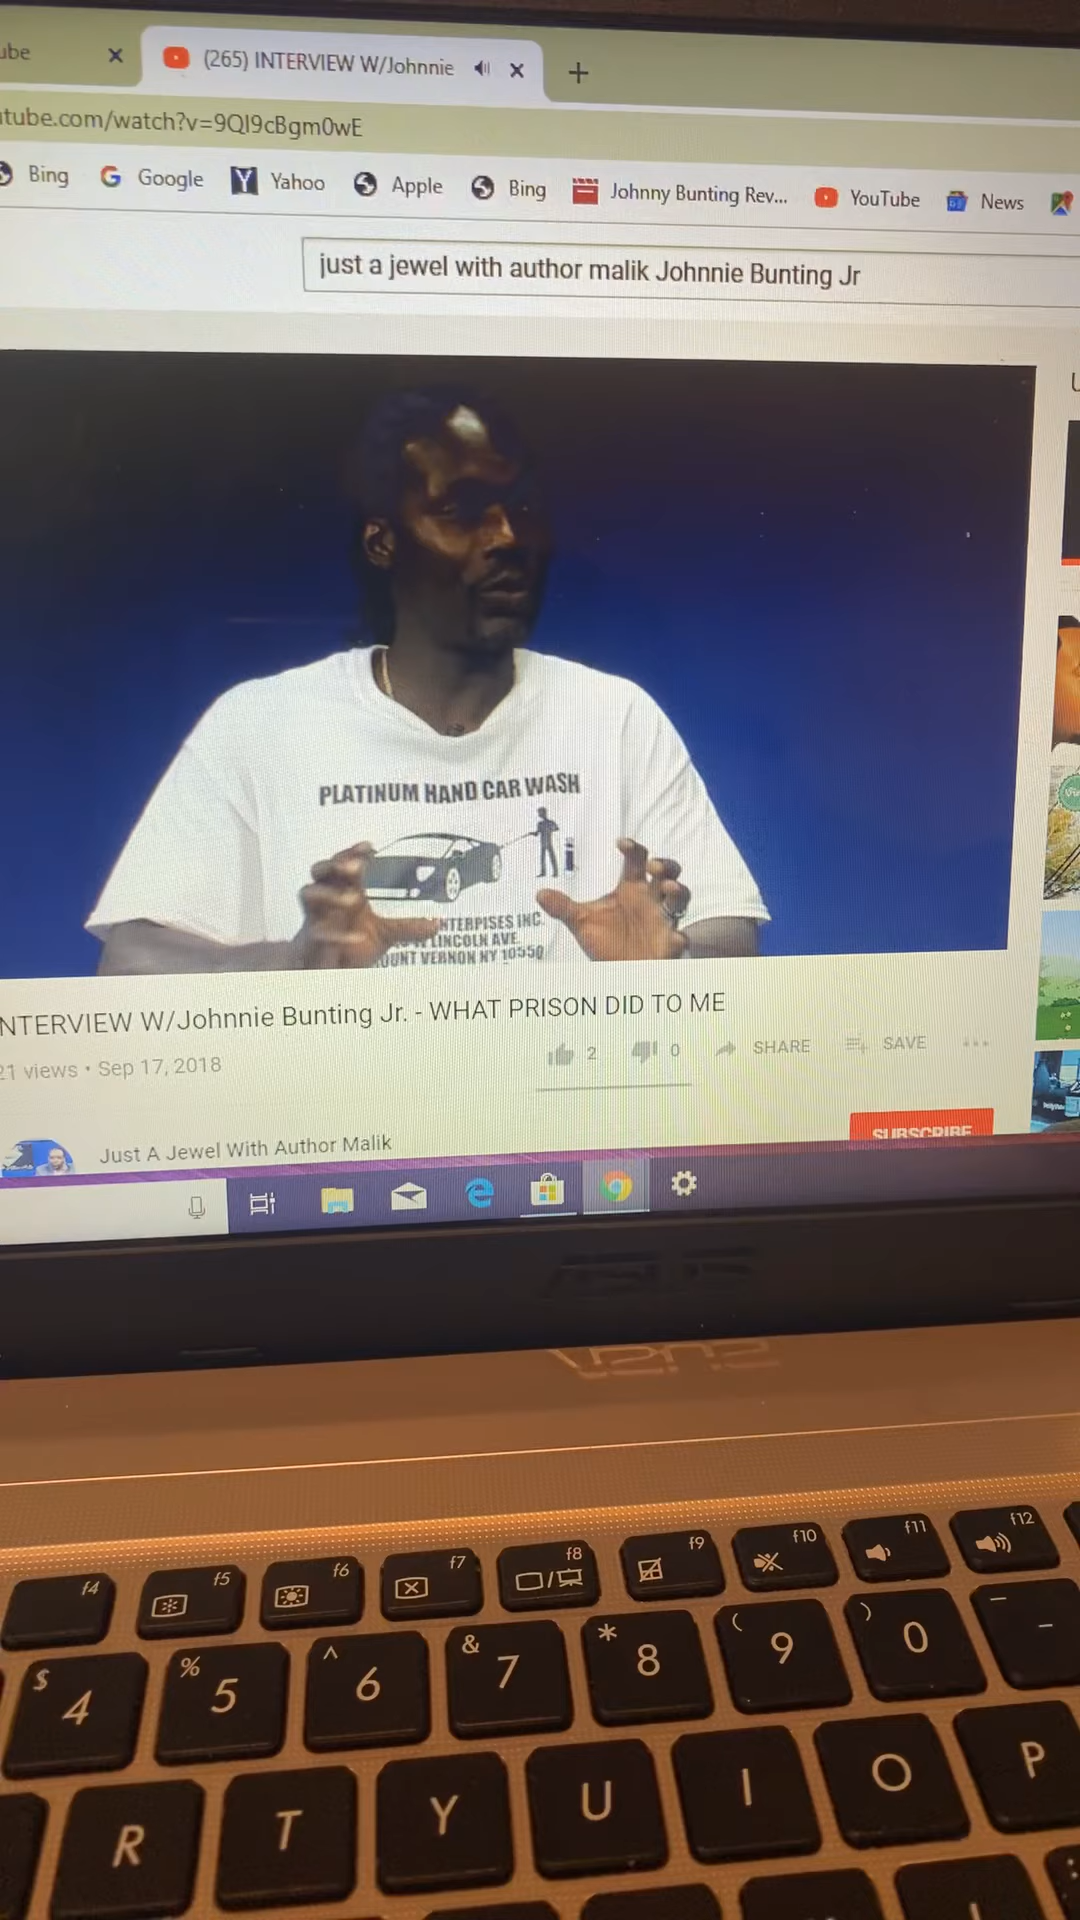 (265) INTERVIEW W/Johnnie
tube.com/watch?v=9QI9cBgm0wE
Bing Google Yahoo Apple Bing Johnny Bunting Rev... YouTube News
just a jewel with author malik Johnnie Bunting Jr
PLATINUM HAND CAR WASH
NTERPISES INC.
LINCOLN AVE.
OUNT VERNON NY 10550
NTERVIEW W/Johnnie Bunting Jr. - WHAT PRISON DID TO ME
21 views • Sep 17, 2018
2 0 SHARE SAVE
Just A Jewel With Author Malik
SUBSCRIBE
ASUS
f4 f5 f6 f7 f8 f9 f10 f11 f12
$ 4 % 5 ^ 6 & 7 * 8 ( 9 ) 0 -
R T Y U I O P